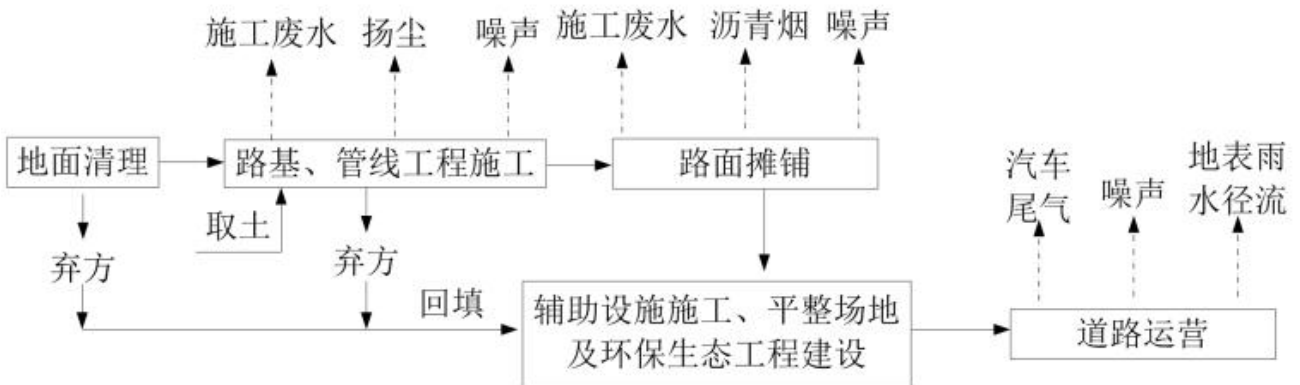 施工废水 扬尘 噪声 施工废水 沥青烟 噪声
地面清理 路基、管线工程施工 路面摊铺
汽车
尾气
噪声
地表雨
水径流
取土
弃方 弃方
回填
辅助设施施工、平整场地
及环保生态工程建设
道路运营